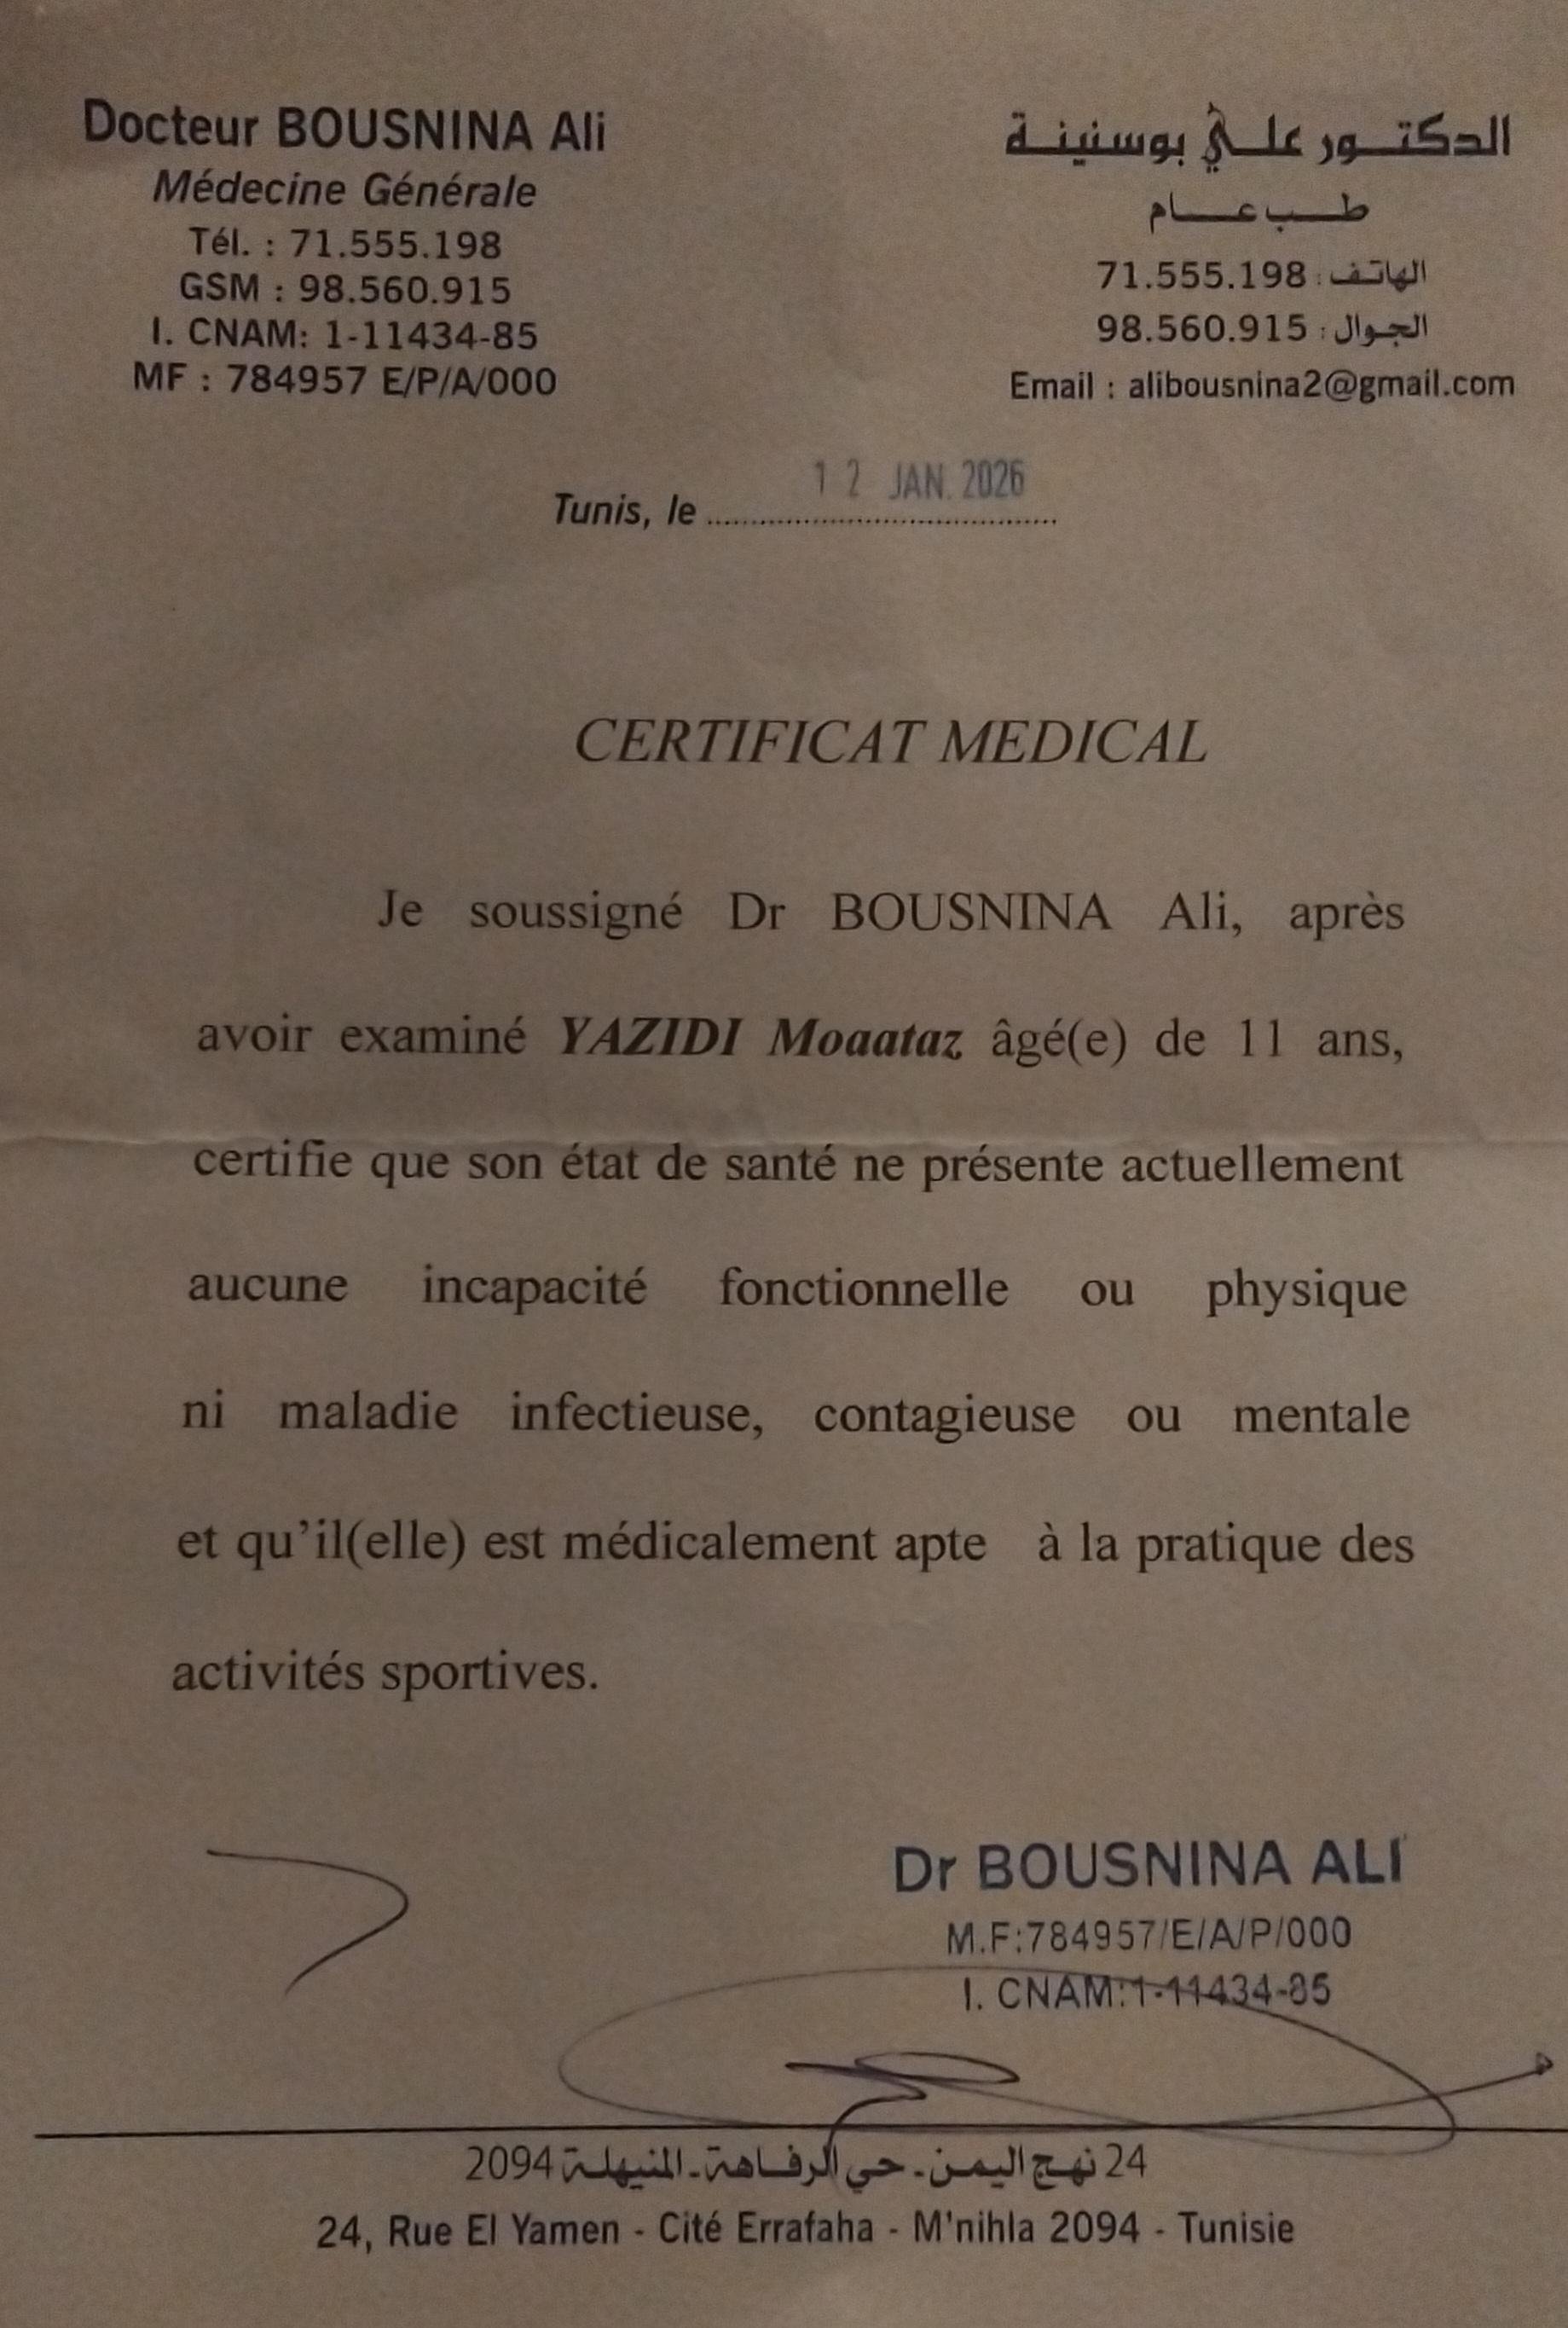 Docteur BOUSNINA Ali
Médecine Générale
Tél. : 71.555.198
GSM : 98.560.915
I. CNAM: 1-11434-85
MF : 784957 E/P/A/000
الدكتور علي بوسنينة
طب عام
الهاتف : 71.555.198
الجوال : 98.560.915
Email : alibousnina2@gmail.com
Tunis, le 12 JAN. 2026
CERTIFICAT MEDICAL
Je soussigné Dr BOUSNINA Ali, après
avoir examiné YAZIDI Moaataz âgé(e) de 11 ans,
certifie que son état de santé ne présente actuellement
aucune incapacité fonctionnelle ou physique
ni maladie infectieuse, contagieuse ou mentale
et qu'il(elle) est médicalement apte à la pratique des
activités sportives.
Dr BOUSNINA ALI
M.F:784957/E/A/P/000
I. CNAM:1-11434-85
24 نهج اليمن - حي الرفاهة - المنيهلة 2094
24, Rue El Yamen - Cité Errafaha - M'nihla 2094 - Tunisie